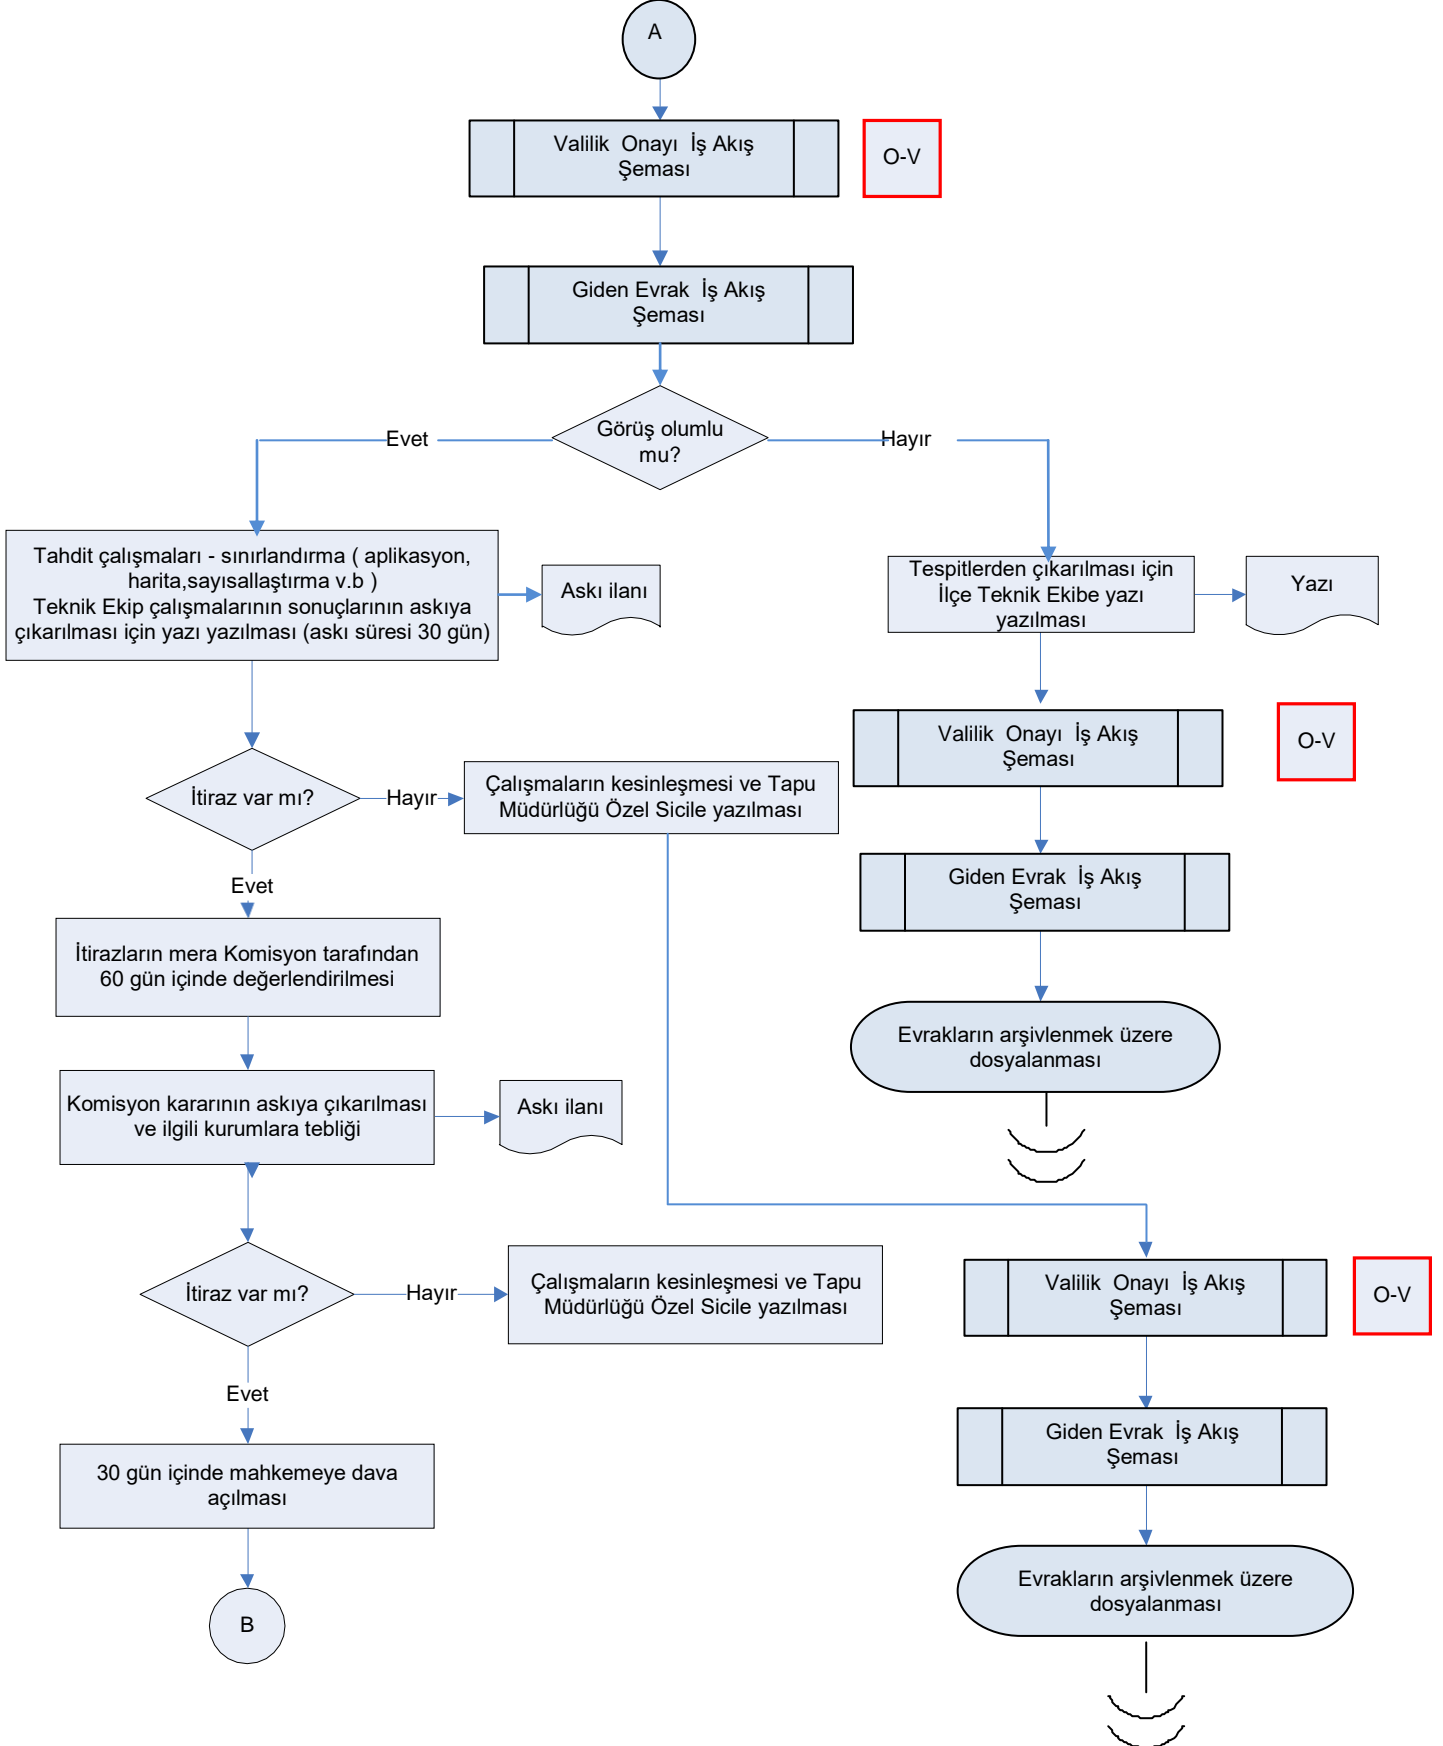 A
Valilik Onayı İş Akış
Şeması
O-V
Giden Evrak İş Akış
Şeması
Görüş olumlu
mu?
Evet
Hayır
Tahdit çalışmaları - sınırlandırma ( aplikasyon,
harita,sayısallaştırma v.b )
Teknik Ekip çalışmalarının sonuçlarının askıya
çıkarılması için yazı yazılması (askı süresi 30 gün)
Askı ilanı
Tespitlerden çıkarılması için
İlçe Teknik Ekibe yazı
yazılması
Yazı
Valilik Onayı İş Akış
Şeması
O-V
İtiraz var mı?
Hayır
Çalışmaların kesinleşmesi ve Tapu
Müdürlüğü Özel Sicile yazılması
Evet
Giden Evrak İş Akış
Şeması
İtirazların mera Komisyon tarafından
60 gün içinde değerlendirilmesi
Evrakların arşivlenmek üzere
dosyalanması
Komisyon kararının askıya çıkarılması
ve ilgili kurumlara tebliği
Askı ilanı
İtiraz var mı?
Hayır
Çalışmaların kesinleşmesi ve Tapu
Müdürlüğü Özel Sicile yazılması
Valilik Onayı İş Akış
Şeması
O-V
Evet
Giden Evrak İş Akış
Şeması
30 gün içinde mahkemeye dava
açılması
Evrakların arşivlenmek üzere
dosyalanması
B